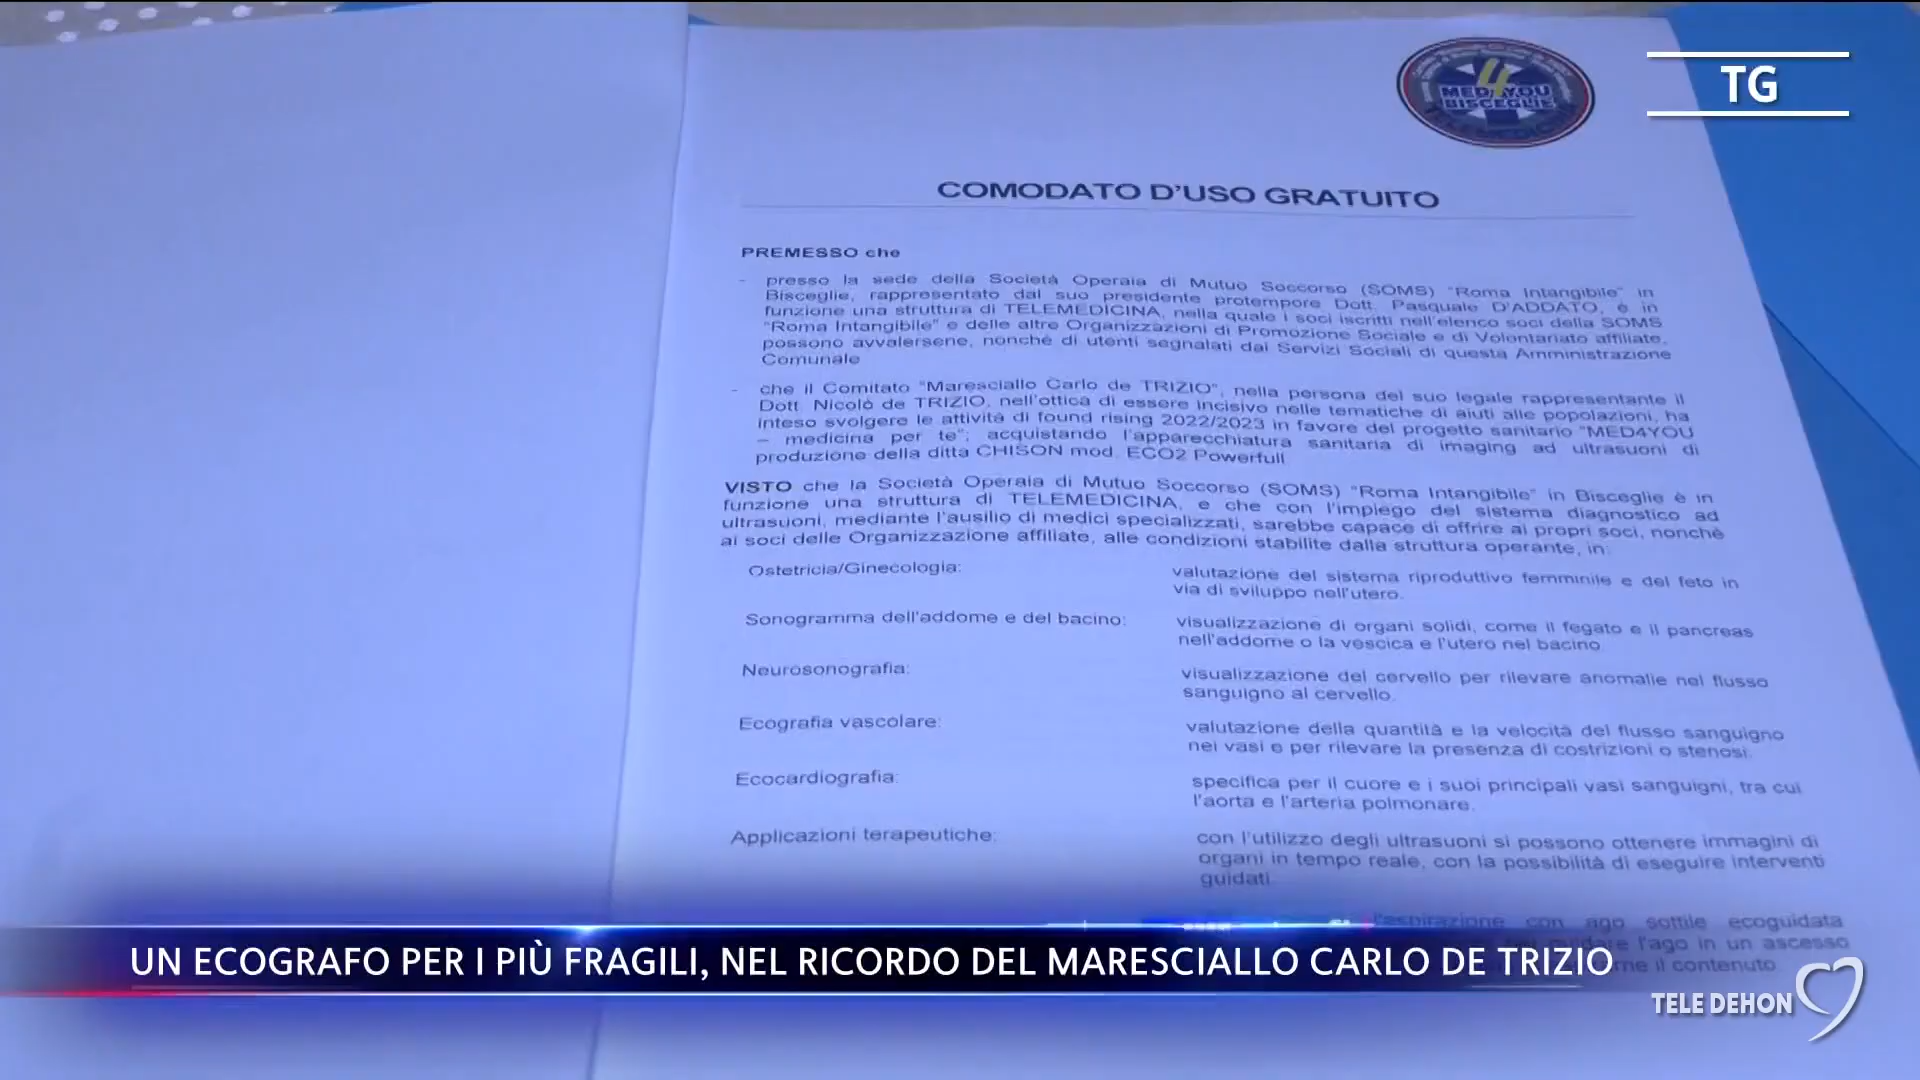 4
MED4YOU
BISCEGLIE
TG
COMODATO D'USO GRATUITO
PREMESSO che
- presso la sede della Società Operaia di Mutuo Soccorso (SOMS) "Roma Intangibile" in
Bisceglie, rappresentato dal suo presidente protempore Dott. Pasquale D'ADDATO, è in
funzione una struttura di TELEMEDICINA, nella quale i soci iscritti nell'elenco soci della SOMS
"Roma Intangibile" e delle altre Organizzazioni di Promozione Sociale e di Volontariato affiliate,
possono avvalersene, nonché di utenti segnalati dai Servizi Sociali di questa Amministrazione
Comunale
- che il Comitato "Maresciallo Carlo de TRIZIO", nella persona del suo legale rappresentante il
Dott. Nicolò de TRIZIO, nell'ottica di essere incisivo nelle tematiche di aiuti alle popolazioni, ha
inteso svolgere le attività di found rising 2022/2023 in favore del progetto sanitario "MED4YOU
– medicina per te"; acquistando l'apparecchiatura sanitaria di imaging ad ultrasuoni di
produzione della ditta CHISON mod. ECO2 Powerfull
VISTO che la Società Operaia di Mutuo Soccorso (SOMS) "Roma Intangibile" in Bisceglie è in
funzione una struttura di TELEMEDICINA, e che con l'impiego del sistema diagnostico ad
ultrasuoni, mediante l'ausilio di medici specializzati, sarebbe capace di offrire ai propri soci, nonché
ai soci delle Organizzazione affiliate, alle condizioni stabilite dalla struttura operante, in:
Ostetricia/Ginecologia: valutazione del sistema riproduttivo femminile e del feto in
via di sviluppo nell'utero.
Sonogramma dell'addome e del bacino: visualizzazione di organi solidi, come il fegato e il pancreas
nell'addome o la vescica e l'utero nel bacino.
Neurosonografia: visualizzazione del cervello per rilevare anomalie nel flusso
sanguigno al cervello.
Ecografia vascolare: valutazione della quantità e la velocità del flusso sanguigno
nei vasi e per rilevare la presenza di costrizioni o stenosi.
Ecocardiografia: specifica per il cuore e i suoi principali vasi sanguigni, tra cui
l'aorta e l'arteria polmonare.
Applicazioni terapeutiche: con l'utilizzo degli ultrasuoni si possono ottenere immagini di
organi in tempo reale, con la possibilità di eseguire interventi
guidati.
l'aspirazione con ago sottile ecoguidata
l'ago in un ascesso
il contenuto.
UN ECOGRAFO PER I PIÙ FRAGILI, NEL RICORDO DEL MARESCIALLO CARLO DE TRIZIO
TELE DEHON